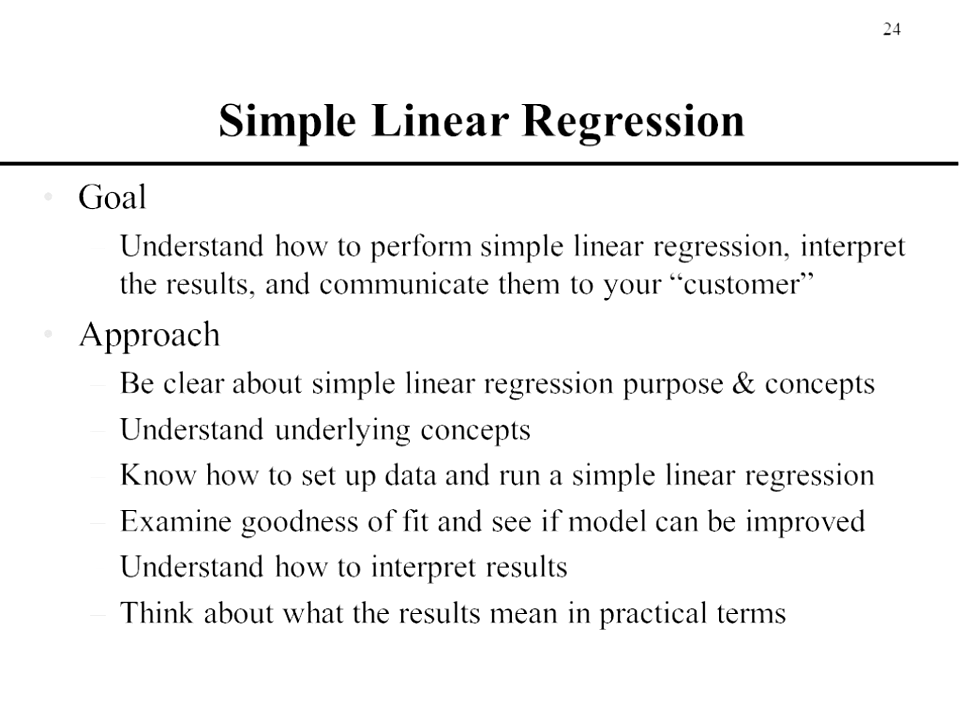 24
Simple Linear Regression
• Goal
– Understand how to perform simple linear regression, interpret
the results, and communicate them to your “customer”
• Approach
– Be clear about simple linear regression purpose & concepts
– Understand underlying concepts
– Know how to set up data and run a simple linear regression
– Examine goodness of fit and see if model can be improved
Understand how to interpret results
– Think about what the results mean in practical terms